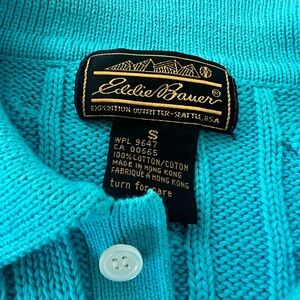 Eddie Bauer
EXPEDITION OUTFITTER-SEATTLE, USA
S
WPL 9647
CA 00665
100% COTTON/COTON
MADE IN HONG KONG
FABRIQUÉ À HONG KONG
turn for care